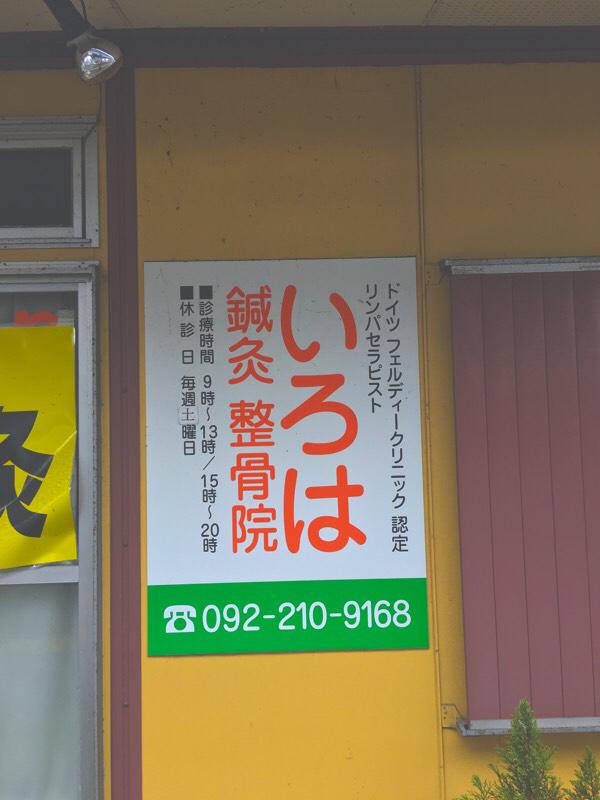 ドイツ フェルディークリニック 認定
リンパセラピスト
いろは
鍼灸 整骨院
■診療時間 9時～13時／15時～20時
■休診日 毎週土曜日
☎092-210-9168
灸